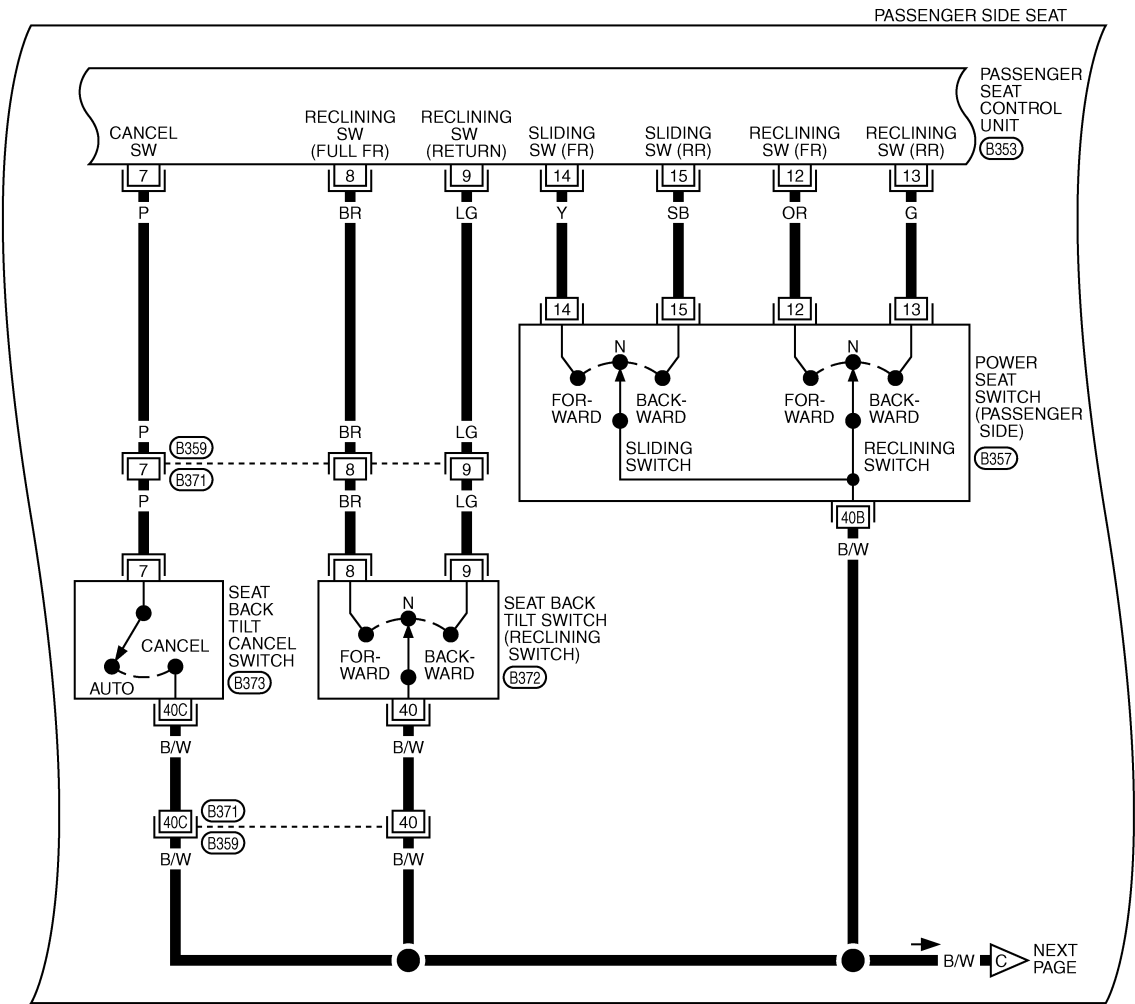 PASSENGER SIDE SEAT
PASSENGER
SEAT
CONTROL
UNIT
B353
CANCEL
SW
RECLINING
SW
(FULL FR)
RECLINING
SW
(RETURN)
SLIDING
SW (FR)
SLIDING
SW (RR)
RECLINING
SW (FR)
RECLINING
SW (RR)
7 8 9 14 15 12 13
P BR LG Y SB OR G
14 15 12 13
N
FOR-
WARD
BACK-
WARD
SLIDING
SWITCH
N
FOR-
WARD
BACK-
WARD
RECLINING
SWITCH
POWER
SEAT
SWITCH
(PASSENGER
SIDE)
B357
40B
B/W
P BR LG
B359
7 8 9
B371
P BR LG
7 8 9
CANCEL
AUTO
SEAT
BACK
TILT
CANCEL
SWITCH
B373
N
FOR-
WARD
BACK-
WARD
SEAT BACK
TILT SWITCH
(RECLINING
SWITCH)
B372
40C 40
B/W B/W
B371
40C 40
B359
B/W B/W
B/W C
NEXT
PAGE